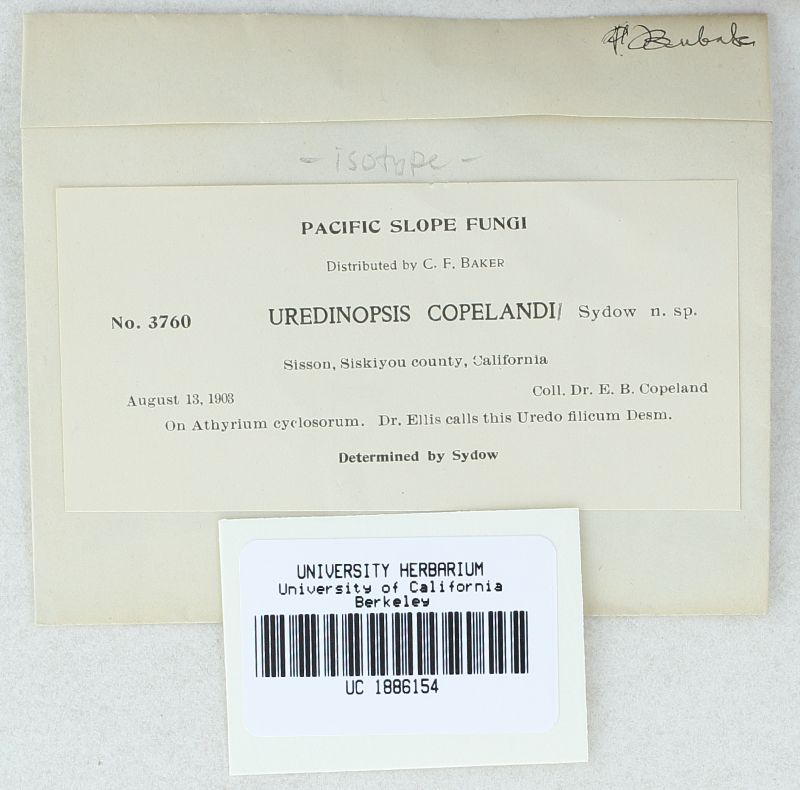 - isotype -
PACIFIC SLOPE FUNGI
Distributed by C. F. BAKER
No. 3760 UREDINOPSIS COPELANDI/ Sydow n. sp.
Sisson, Siskiyou county, California
August 13, 1903 Coll. Dr. E. B. Copeland
On Athyrium cyclosorum. Dr. Ellis calls this Uredo filicum Desm.
Determined by Sydow
UNIVERSITY HERBARIUM
University of California
Berkeley
UC 1886154